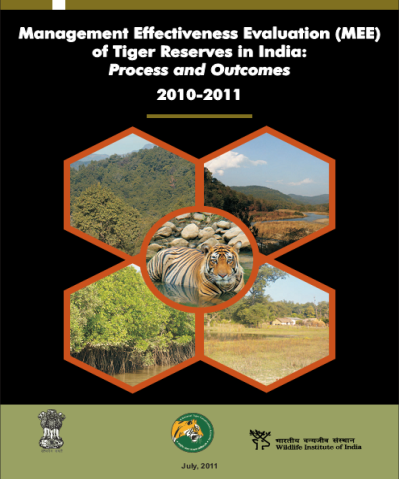 Management Effectiveness Evaluation (MEE)
of Tiger Reserves in India:
Process and Outcomes
2010-2011
भारतीय वन्यजीव संस्थान
Wildlife Institute of India
July, 2011